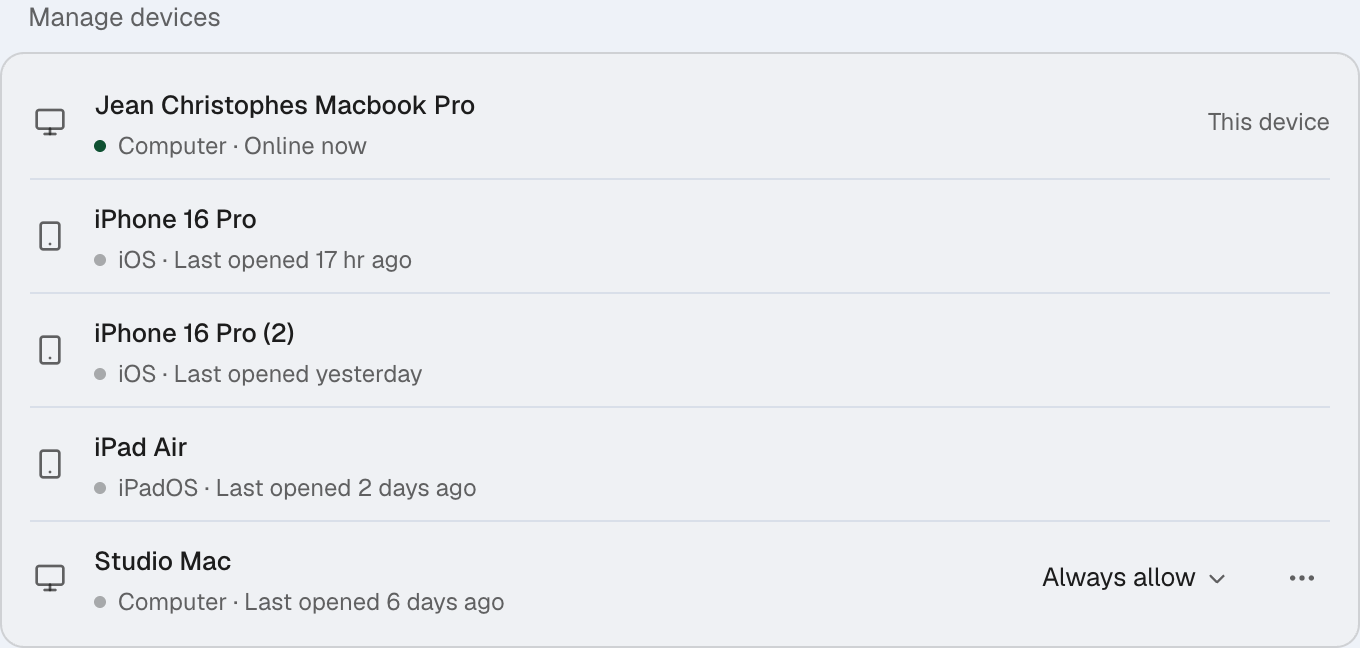 Manage devices
Jean Christophes Macbook Pro
Computer · Online now
This device
iPhone 16 Pro
iOS · Last opened 17 hr ago
iPhone 16 Pro (2)
iOS · Last opened yesterday
iPad Air
iPadOS · Last opened 2 days ago
Studio Mac
Computer · Last opened 6 days ago
Always allow